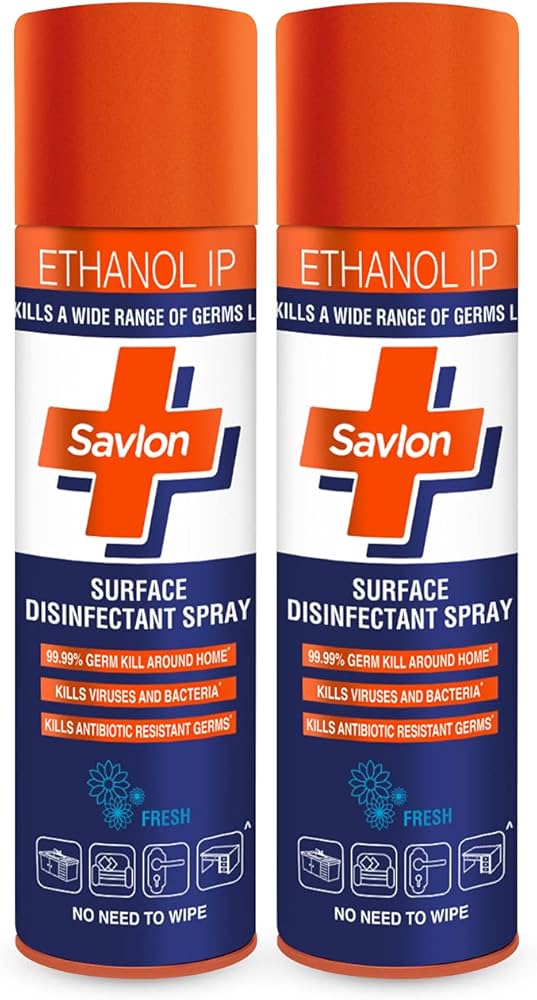 ETHANOL IP
KILLS A WIDE RANGE OF GERMS
Savlon
SURFACE
DISINFECTANT SPRAY
99.99% GERM KILL AROUND HOME^
KILLS VIRUSES AND BACTERIA*
KILLS ANTIBIOTIC RESISTANT GERMS*
FRESH
^
NO NEED TO WIPE
ETHANOL IP
KILLS A WIDE RANGE OF GERMS
Savlon
SURFACE
DISINFECTANT SPRAY
99.99% GERM KILL AROUND HOME^
KILLS VIRUSES AND BACTERIA*
KILLS ANTIBIOTIC RESISTANT GERMS*
FRESH
^
NO NEED TO WIPE